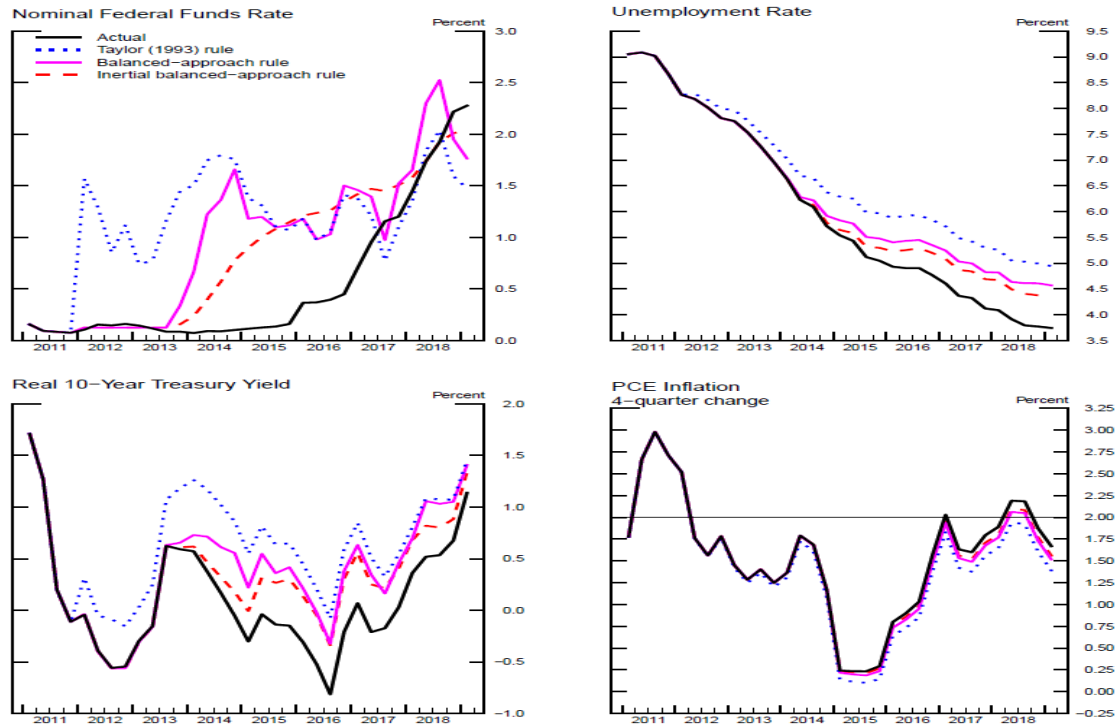 Nominal Federal Funds Rate
Percent
Actual
Taylor (1993) rule
Balanced−approach rule
Inertial balanced−approach rule
3.0
2.5
2.0
1.5
1.0
0.5
0.0
2011 2012 2013 2014 2015 2016 2017 2018
Unemployment Rate
Percent
9.5
9.0
8.5
8.0
7.5
7.0
6.5
6.0
5.5
5.0
4.5
4.0
3.5
2011 2012 2013 2014 2015 2016 2017 2018
Real 10−Year Treasury Yield
Percent
2.0
1.5
1.0
0.5
0.0
−0.5
−1.0
2011 2012 2013 2014 2015 2016 2017 2018
PCE Inflation
4−quarter change
Percent
3.25
3.00
2.75
2.50
2.25
2.00
1.75
1.50
1.25
1.00
0.75
0.50
0.25
0.00
−0.25
2011 2012 2013 2014 2015 2016 2017 2018